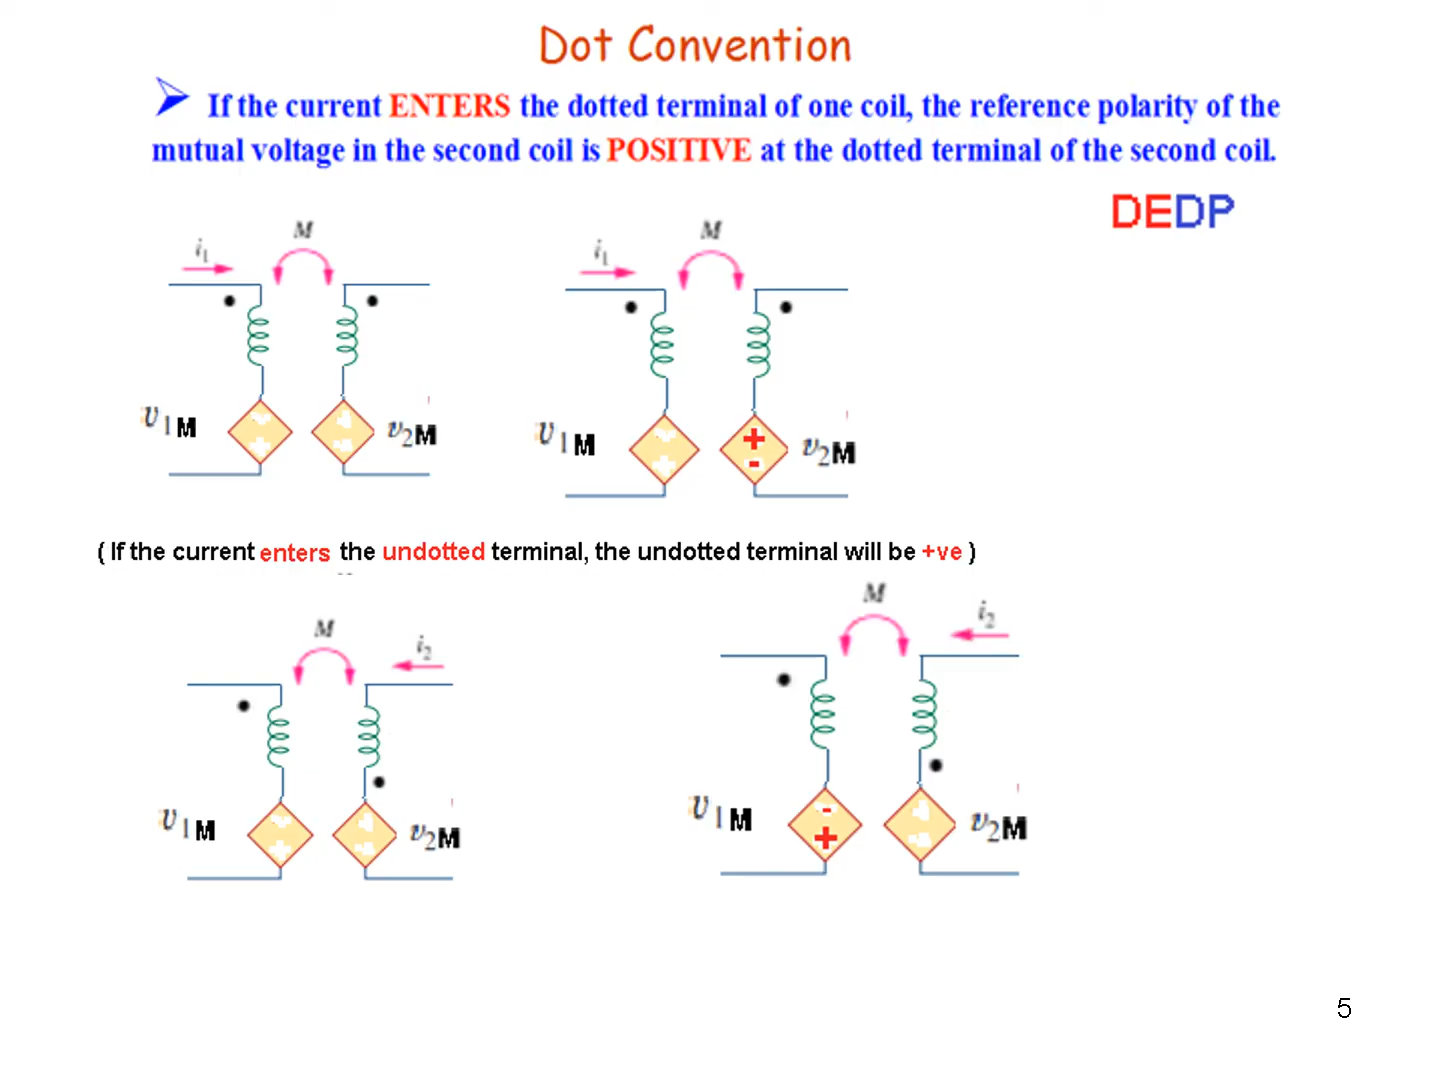 Dot Convention
If the current ENTERS the dotted terminal of one coil, the reference polarity of the
mutual voltage in the second coil is POSITIVE at the dotted terminal of the second coil.
DEDP
M
i1
v1M
v2M
M
i1
v1M
+
-
v2M
( If the current enters the undotted terminal, the undotted terminal will be +ve )
M
i2
v1M
v2M
M
i2
v1M
-
+
v2M
5